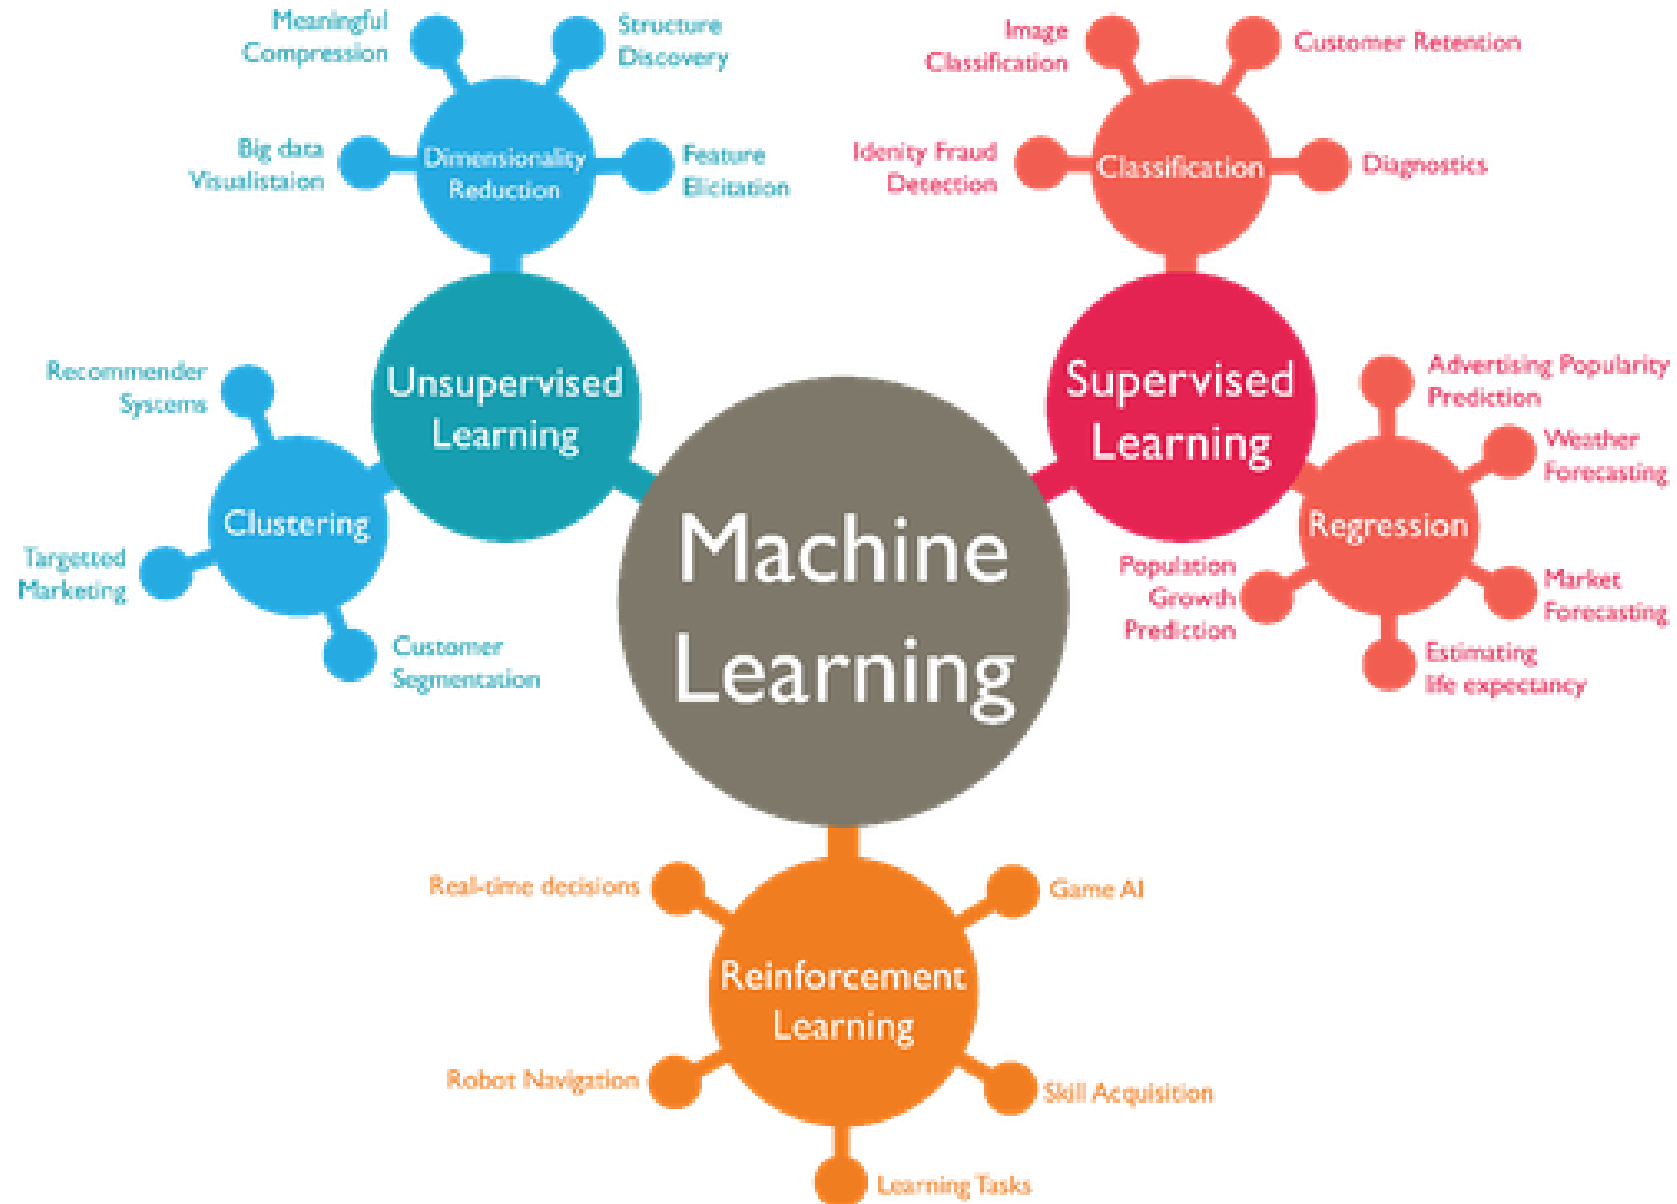 Meaningful
Compression
Structure
Discovery
Big data
Visualistaion
Dimensionality
Reduction
Feature
Elicitation
Image
Classification
Customer Retention
Idenity Fraud
Detection
Classification
Diagnostics
Unsupervised
Learning
Recommender
Systems
Clustering
Targetted
Marketing
Customer
Segmentation
Supervised
Learning
Advertising Popularity
Prediction
Weather
Forecasting
Regression
Population
Growth
Prediction
Market
Forecasting
Estimating
life expectancy
Machine
Learning
Real-time decisions
Game AI
Reinforcement
Learning
Robot Navigation
Skill Acquisition
Learning Tasks